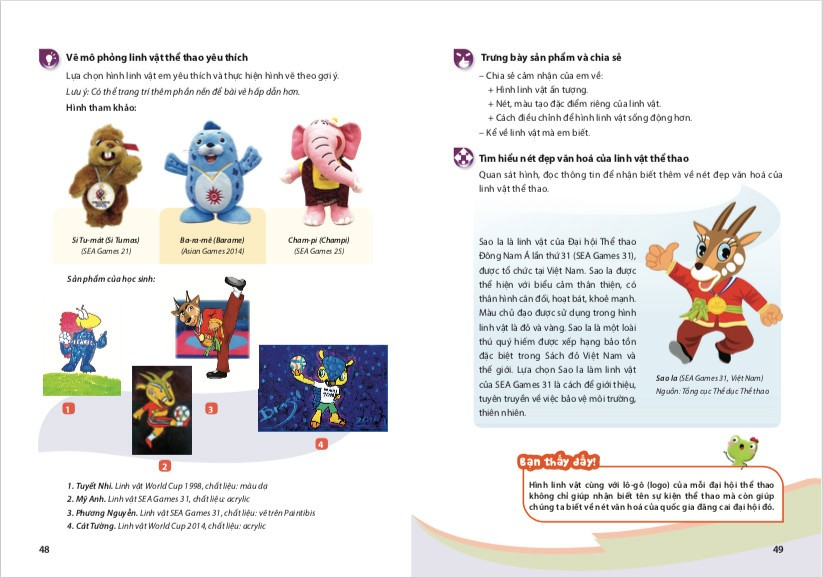 Vẽ mô phỏng linh vật thể thao yêu thích
Lựa chọn hình linh vật em yêu thích và thực hiện hình vẽ theo gợi ý.
Lưu ý: Có thể trang trí thêm phần nền để bài vẽ hấp dẫn hơn.
Hình tham khảo:
Si Tu-mát (Si Tumas)
(SEA Games 21)
Ba-ra-mê (Barame)
(Asian Games 2014)
Cham-pi (Champi)
(SEA Games 25)
Sản phẩm của học sinh:
1
2
3
4
1. Tuyết Nhi. Linh vật World Cup 1998, chất liệu: màu dạ
2. Mỹ Anh. Linh vật SEA Games 31, chất liệu: acrylic
3. Phương Nguyễn. Linh vật SEA Games 31, chất liệu: vẽ trên Paintibis
4. Cát Tường. Linh vật World Cup 2014, chất liệu: acrylic
48
Trưng bày sản phẩm và chia sẻ
– Chia sẻ cảm nhận của em về:
+ Hình linh vật ấn tượng.
+ Nét, màu tạo đặc điểm riêng của linh vật.
+ Cách điều chỉnh để hình linh vật sống động hơn.
– Kể về linh vật mà em biết.
Tìm hiểu nét đẹp văn hoá của linh vật thể thao
Quan sát hình, đọc thông tin để nhận biết thêm về nét đẹp văn hoá của
linh vật thể thao.
Sao la là linh vật của Đại hội Thể thao
Đông Nam Á lần thứ 31 (SEA Games 31),
được tổ chức tại Việt Nam. Sao la được
thể hiện với biểu cảm thân thiện, có
thân hình cân đối, hoạt bát, khoẻ mạnh.
Màu chủ đạo được sử dụng trong hình
linh vật là đỏ và vàng. Sao la là một loài
thú quý hiếm được xếp hạng bảo tồn
đặc biệt trong Sách đỏ Việt Nam và
thế giới. Lựa chọn Sao la làm linh vật
của SEA Games 31 là cách để giới thiệu,
tuyên truyền về việc bảo vệ môi trường,
thiên nhiên.
Sao la (SEA Games 31, Việt Nam)
Nguồn: Tổng cục Thể dục Thể thao
Bạn thấy đấy!
Hình linh vật cùng với lô-gô (logo) của mỗi đại hội thể thao
không chỉ giúp nhận biết tên sự kiện thể thao mà còn giúp
chúng ta biết về nét văn hoá của quốc gia đăng cai đại hội đó.
49